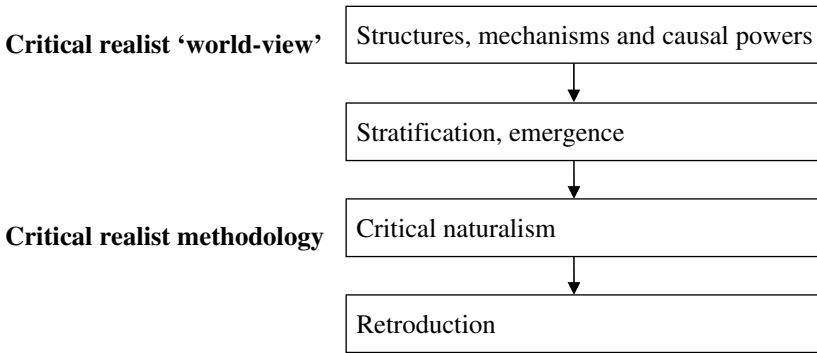 Critical realist ‘world-view’
Structures, mechanisms and causal powers
Stratification, emergence
Critical realist methodology
Critical naturalism
Retroduction